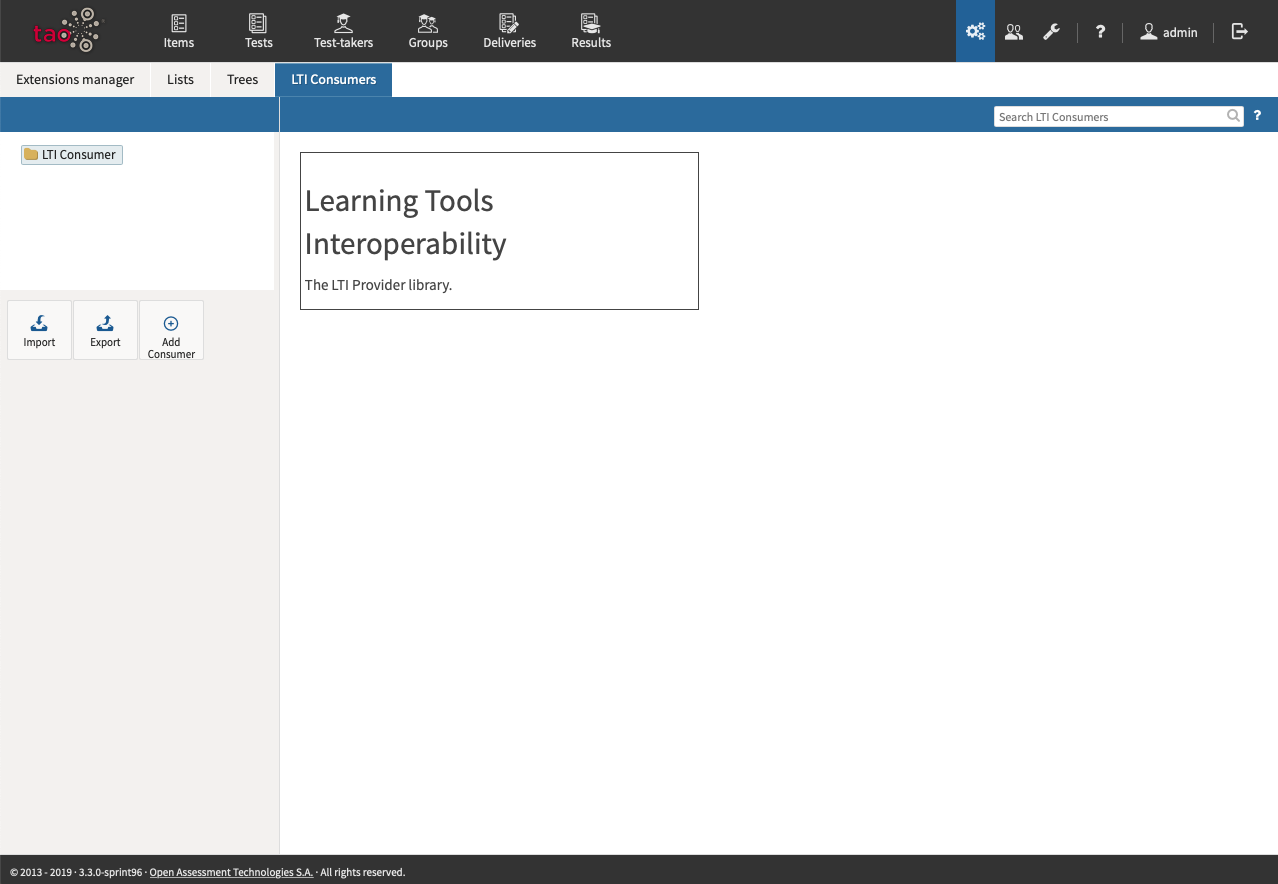 tao
Items
Tests
Test-takers
Groups
Deliveries
Results
?
admin
Extensions manager
Lists
Trees
LTI Consumers
Search LTI Consumers
?
LTI Consumer
Learning Tools
Interoperability
The LTI Provider library.
Import
Export
Add
Consumer
© 2013 - 2019 · 3.3.0-sprint96 · Open Assessment Technologies S.A. · All rights reserved.